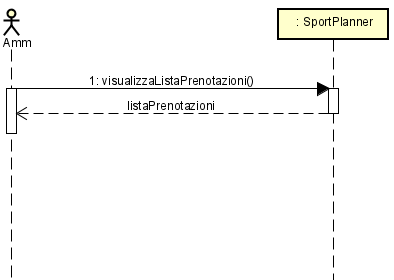 Amm
: SportPlanner
1: visualizzaListaPrenotazioni()
listaPrenotazioni